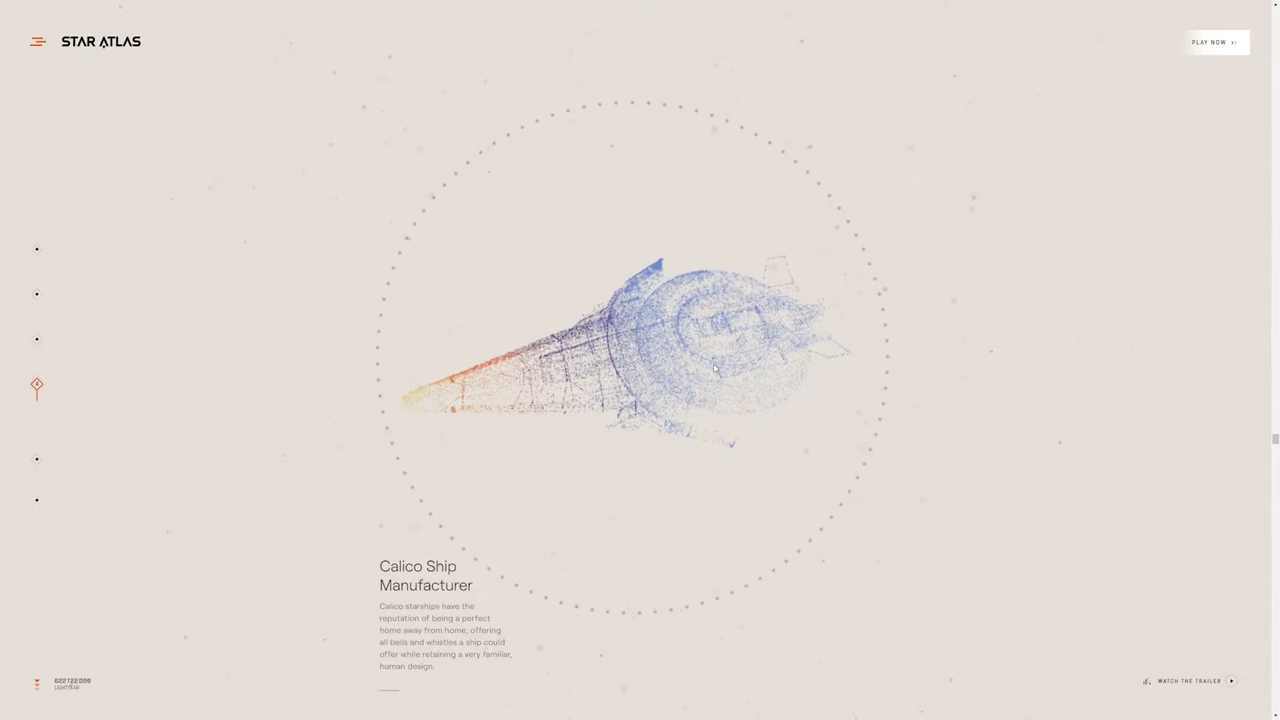 STAR ATLAS
PLAY NOW
4
Calico Ship
Manufacturer
Calico starships have the
reputation of being a perfect
home away from home, offering
all bells and whistles a ship could
offer while retaining a very familiar,
human design.
WATCH THE TRAILER